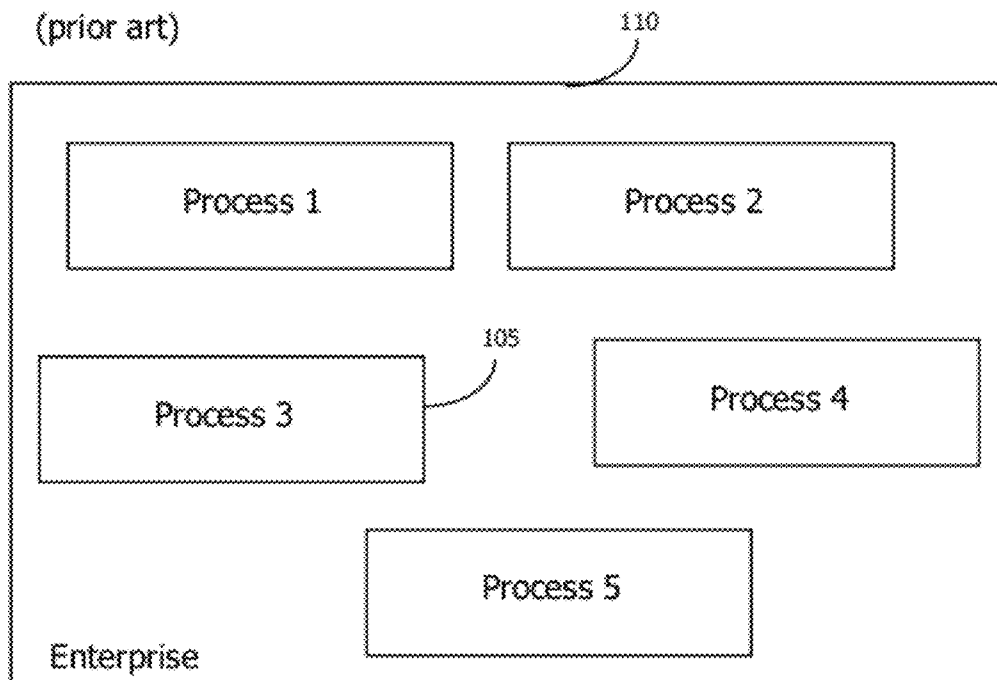 (prior art)
110
Process 1
Process 2
105
Process 3
Process 4
Process 5
Enterprise